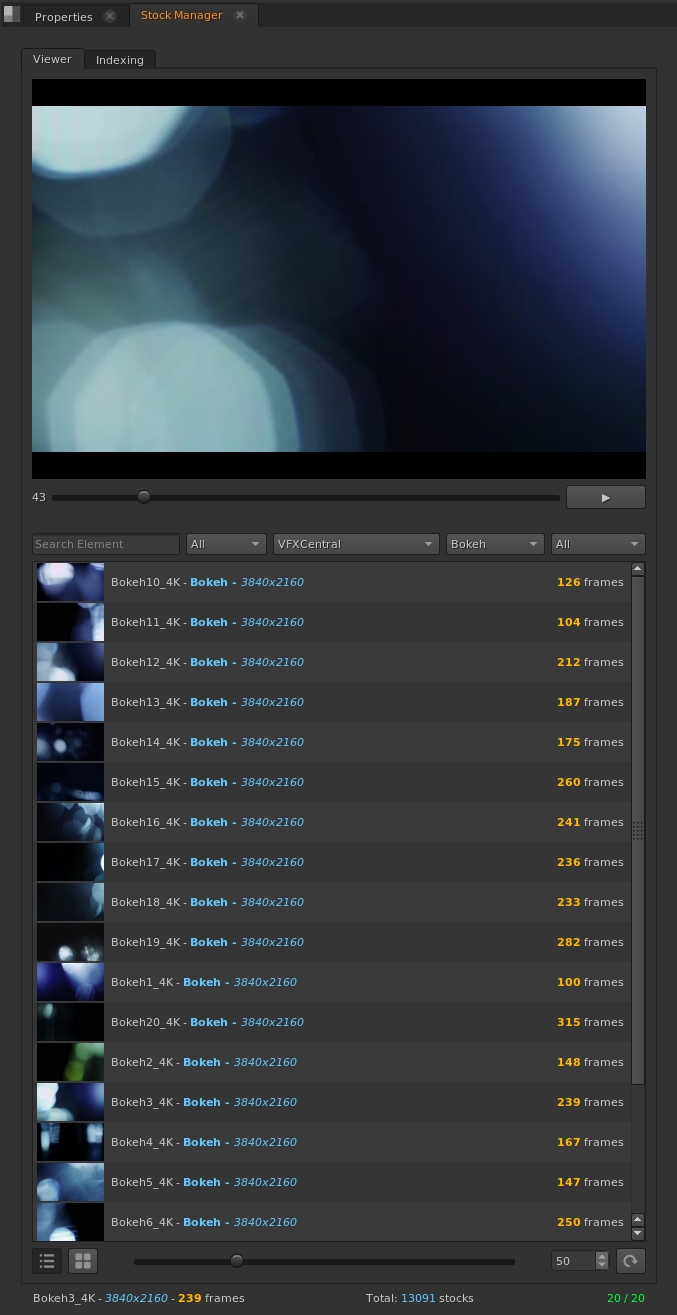 Properties Stock Manager
Viewer Indexing
43
Search Element All VFXCentral Bokeh All
Bokeh10_4K - Bokeh - 3840x2160 126 frames
Bokeh11_4K - Bokeh - 3840x2160 104 frames
Bokeh12_4K - Bokeh - 3840x2160 212 frames
Bokeh13_4K - Bokeh - 3840x2160 187 frames
Bokeh14_4K - Bokeh - 3840x2160 175 frames
Bokeh15_4K - Bokeh - 3840x2160 260 frames
Bokeh16_4K - Bokeh - 3840x2160 241 frames
Bokeh17_4K - Bokeh - 3840x2160 236 frames
Bokeh18_4K - Bokeh - 3840x2160 233 frames
Bokeh19_4K - Bokeh - 3840x2160 282 frames
Bokeh1_4K - Bokeh - 3840x2160 100 frames
Bokeh20_4K - Bokeh - 3840x2160 315 frames
Bokeh2_4K - Bokeh - 3840x2160 148 frames
Bokeh3_4K - Bokeh - 3840x2160 239 frames
Bokeh4_4K - Bokeh - 3840x2160 167 frames
Bokeh5_4K - Bokeh - 3840x2160 147 frames
Bokeh6_4K - Bokeh - 3840x2160 250 frames
50
Bokeh3_4K - 3840x2160 - 239 frames Total: 13091 stocks 20 / 20